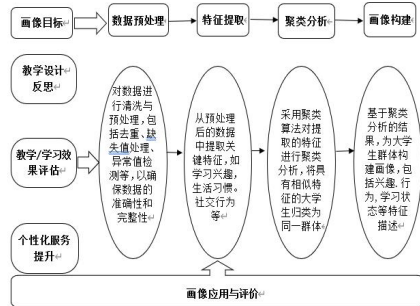 画像目标
数据预处理
特征提取
聚类分析
画像构建
教学设计
反思
教学/学习效
果评估
个性化服务
提升
对数据进
行清洗与
预处理，包
括去重、缺
失值处理、
异常值检
测等，以确
保数据的
准确性和
完整性
从预处理
后的数据
中提取关
键特征，如
学习兴趣，
生活习惯。
社交行为
等
采用聚类
算法对提
取的特征
进行聚类
分析，将具
有相似特
征的大学
生归类为
同一群体
基于聚类
分析的结
果，为大学
生群体构
建画像，包
括兴趣．行
为，学习状
态等特征
描述
画像应用与评价